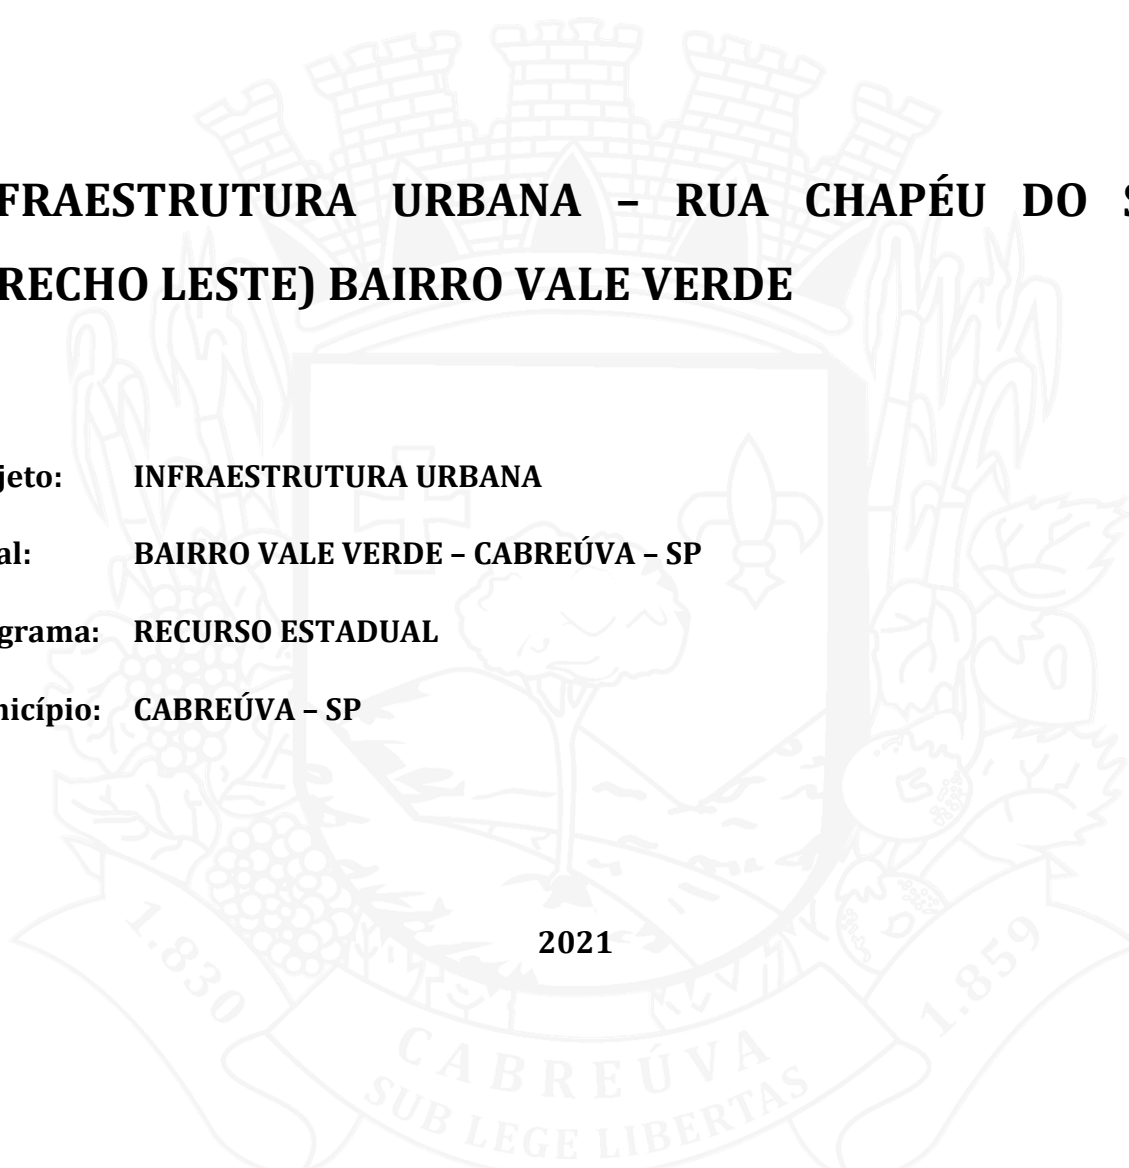 FRAESTRUTURA URBANA – RUA CHAPÉU DO S
RECHO LESTE) BAIRRO VALE VERDE
jeto: INFRAESTRUTURA URBANA
al: BAIRRO VALE VERDE – CABREÚVA – SP
grama: RECURSO ESTADUAL
nicípio: CABREÚVA – SP
2021
1.830
1.859
CABREÚVA
SUB LEGE LIBERTAS